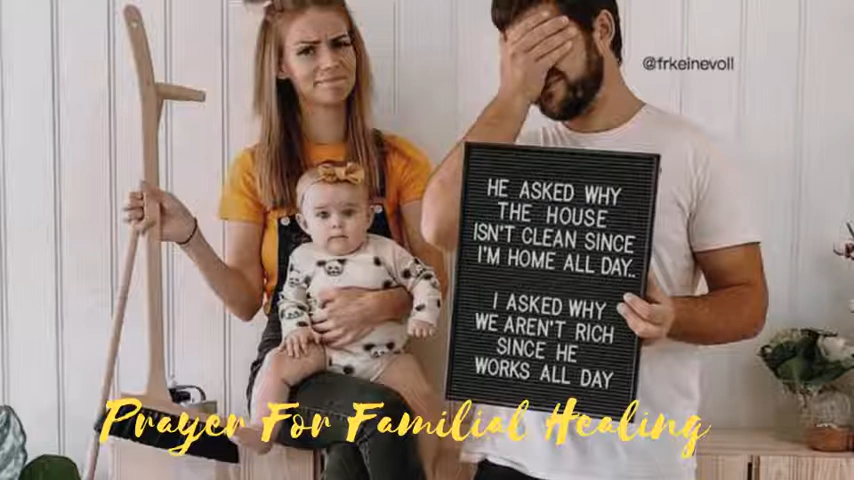 @frkeinevoll
HE ASKED WHY
THE HOUSE
ISN'T CLEAN SINCE
I'M HOME ALL DAY..
I ASKED WHY
WE AREN'T RICH
SINCE HE
WORKS ALL DAY
Prayer For Familial Healing